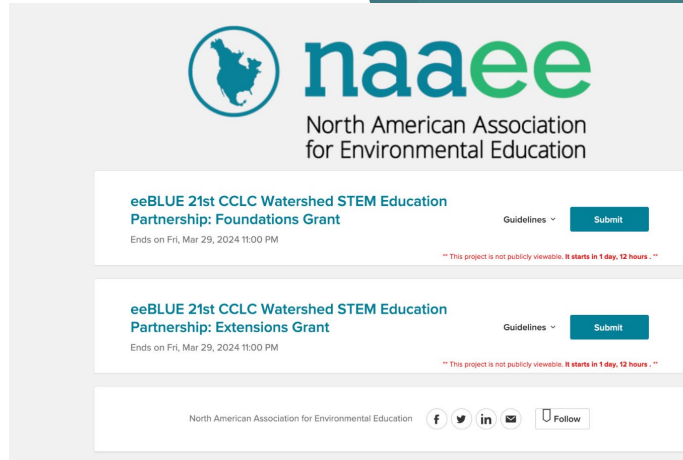 naaee
North American Association
for Environmental Education
eeBLUE 21st CCLC Watershed STEM Education
Partnership: Foundations Grant
Guidelines
Submit
Ends on Fri, Mar 29, 2024 11:00 PM
** This project is not publicly viewable. It starts in 1 day, 12 hours . **
eeBLUE 21st CCLC Watershed STEM Education
Partnership: Extensions Grant
Guidelines
Submit
Ends on Fri, Mar 29, 2024 11:00 PM
** This project is not publicly viewable. It starts in 1 day, 12 hours . **
North American Association for Environmental Education
f
in
Follow